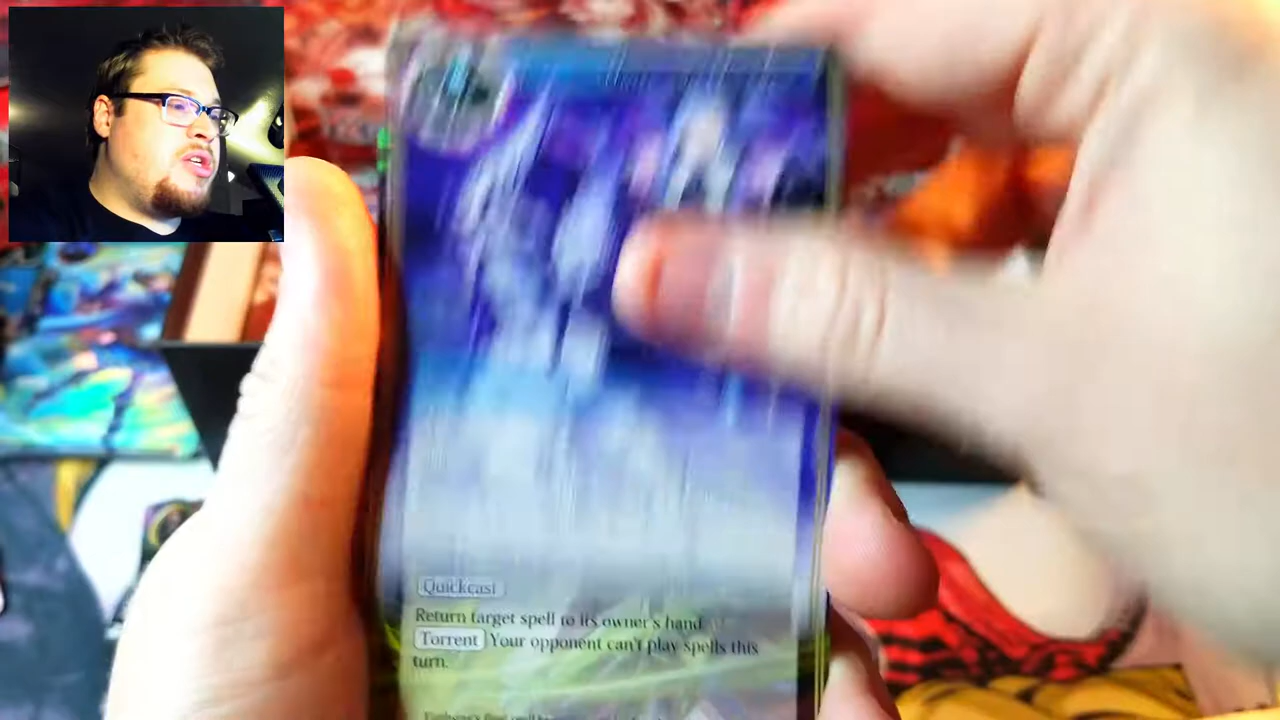 Quickcast
Return target spell to its owner's hand
Torrent Your opponent can't play spells this
turn.